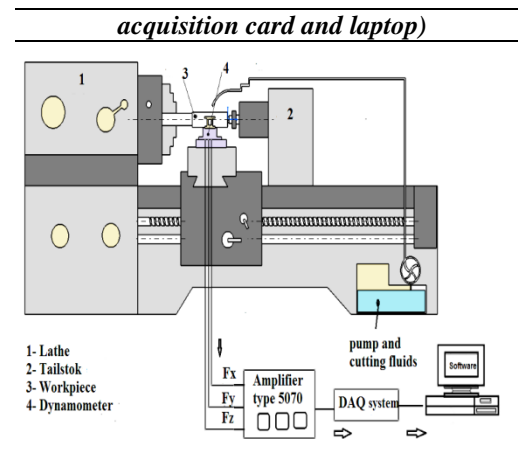 acquisition card and laptop)
1
3
4
2
1- Lathe
2- Tailstok
3- Workpiece
4- Dynamometer
pump and
cutting fluids
Fx
Fy
Fz
Amplifier
type 5070
DAQ system
Software